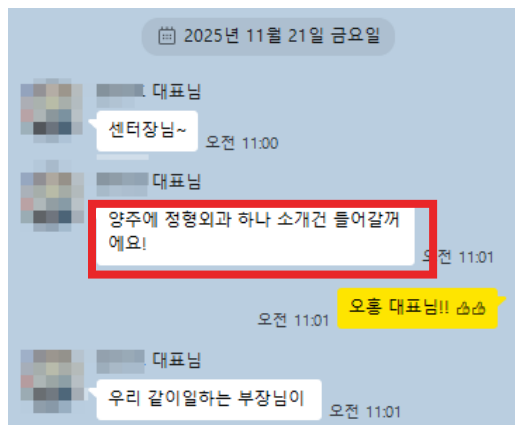 2025년 11월 21일 금요일
대표님
센터장님~
오전 11:00
대표님
양주에 정형외과 하나 소개건 들어갈꺼
에요!
오전 11:01
오홍 대표님!! 👍👍
오전 11:01
대표님
우리 같이일하는 부장님이
오전 11:01